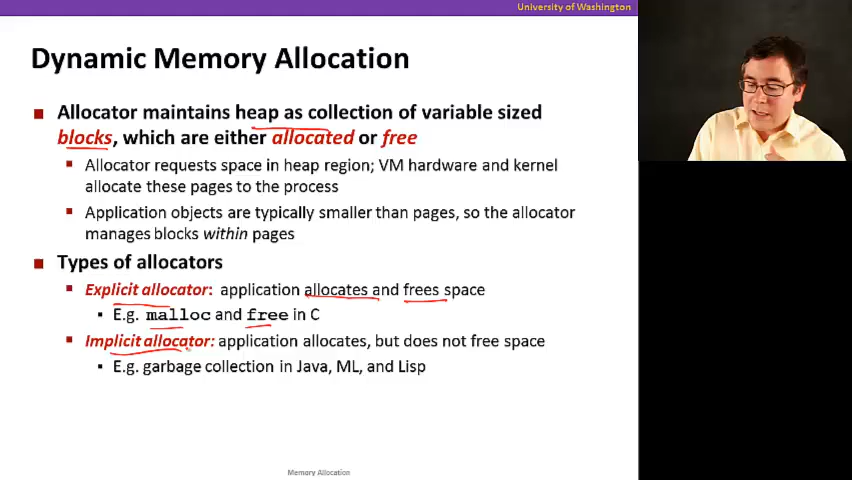 University of Washington
Dynamic Memory Allocation
Allocator maintains heap as collection of variable sized
blocks, which are either allocated or free
Allocator requests space in heap region; VM hardware and kernel
allocate these pages to the process
Application objects are typically smaller than pages, so the allocator
manages blocks within pages
Types of allocators
Explicit allocator: application allocates and frees space
E.g. malloc and free in C
Implicit allocator: application allocates, but does not free space
E.g. garbage collection in Java, ML, and Lisp
Memory Allocation